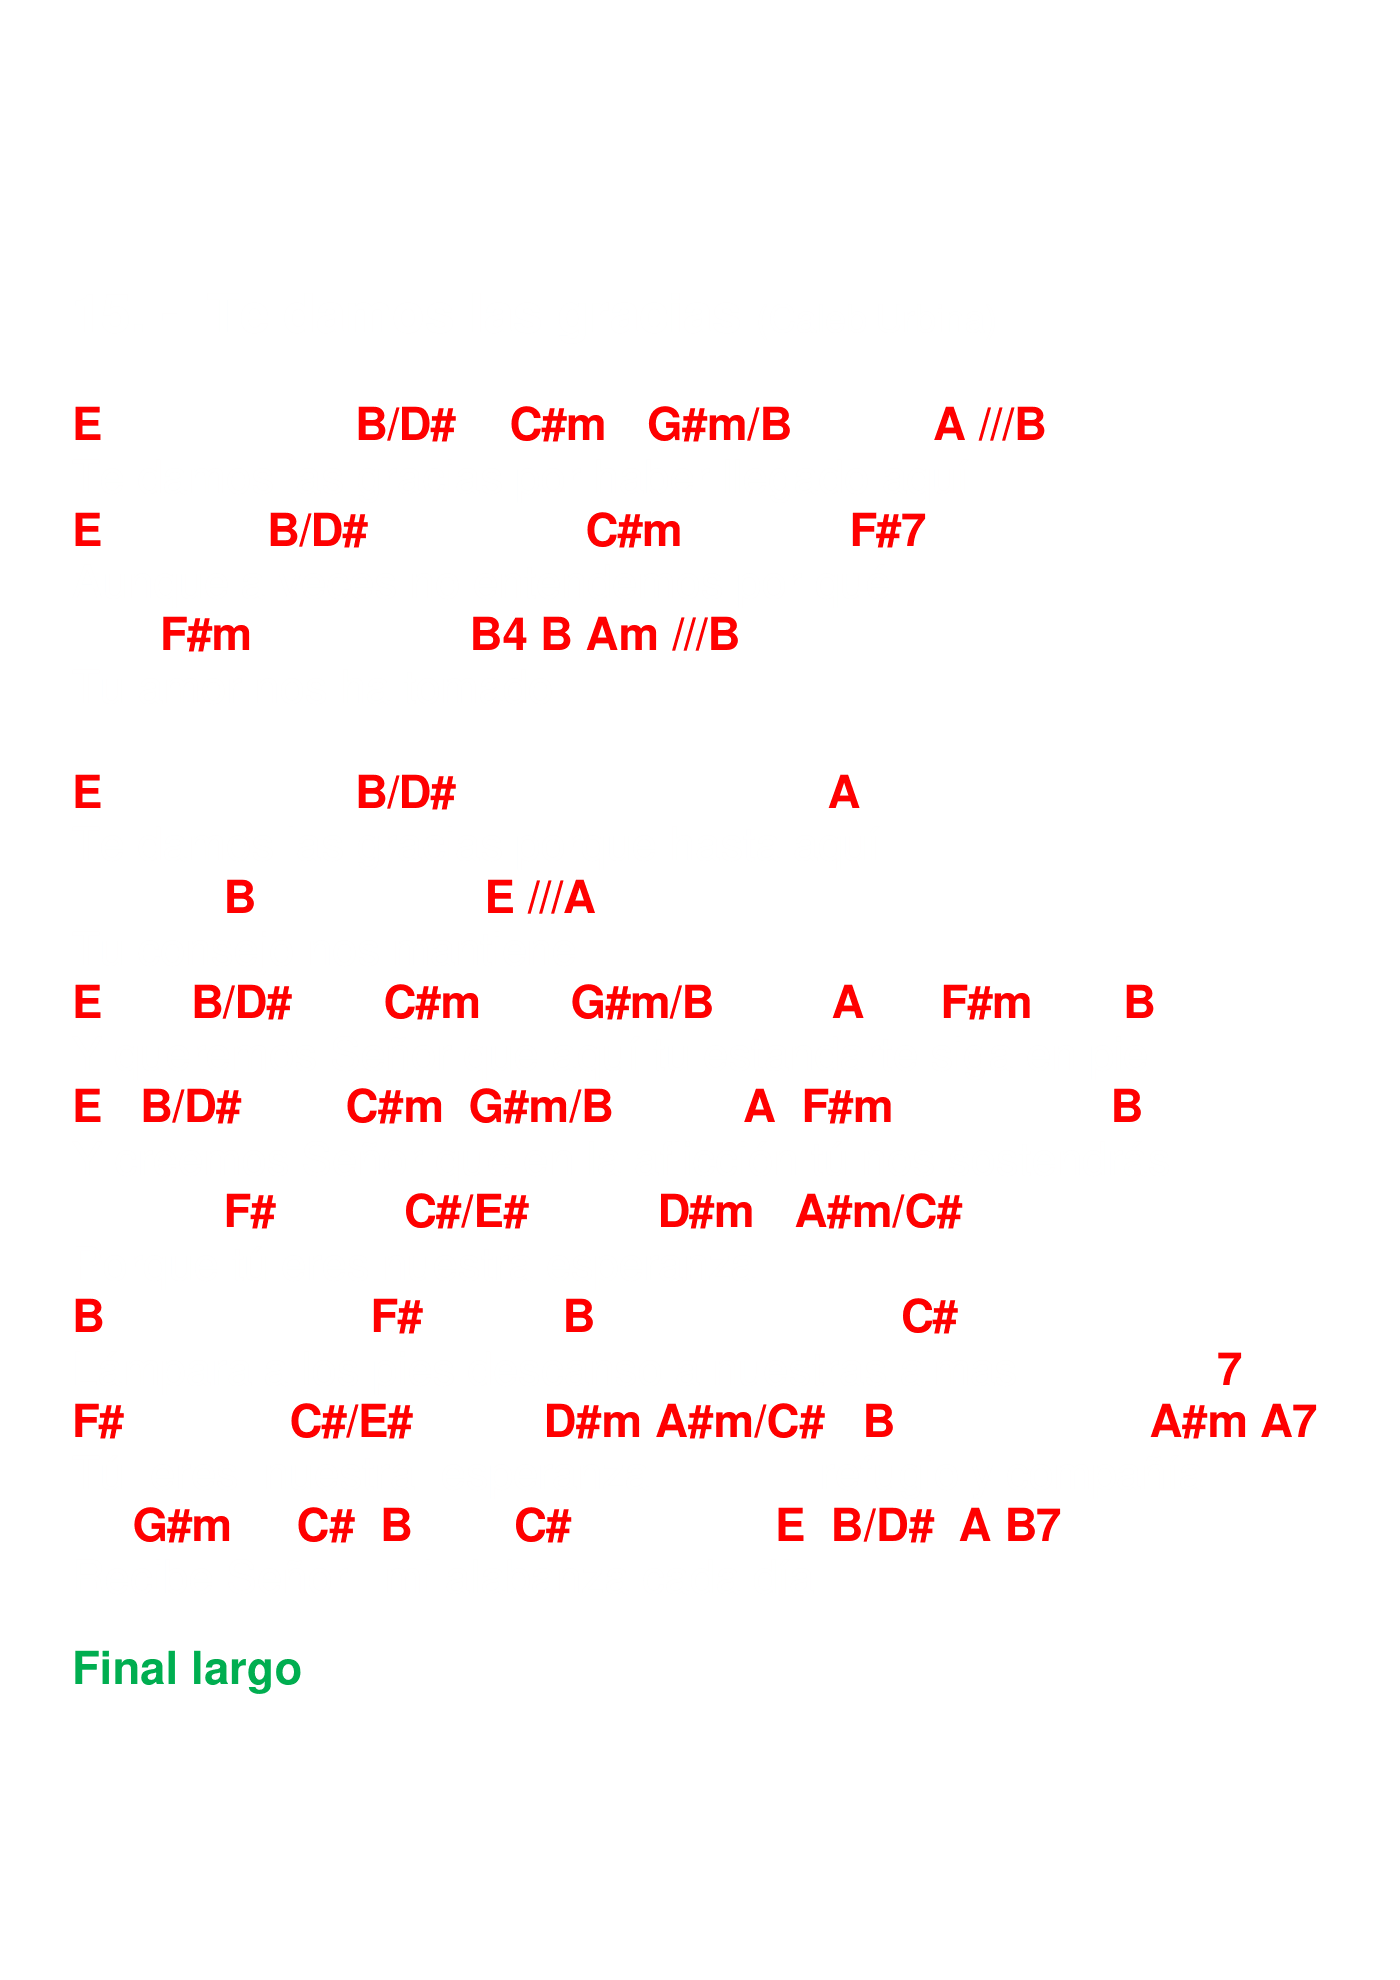 E B/D# C#m G#m/B A ///B
E B/D# C#m F#7
F#m B4 B Am ///B
E B/D# A
B E ///A
E B/D# C#m G#m/B A F#m B
E B/D# C#m G#m/B A F#m B
F# C#/E# D#m A#m/C#
B F# B C#
7
F# C#/E# D#m A#m/C# B A#m A7
G#m C# B C# E B/D# A B7
Final largo